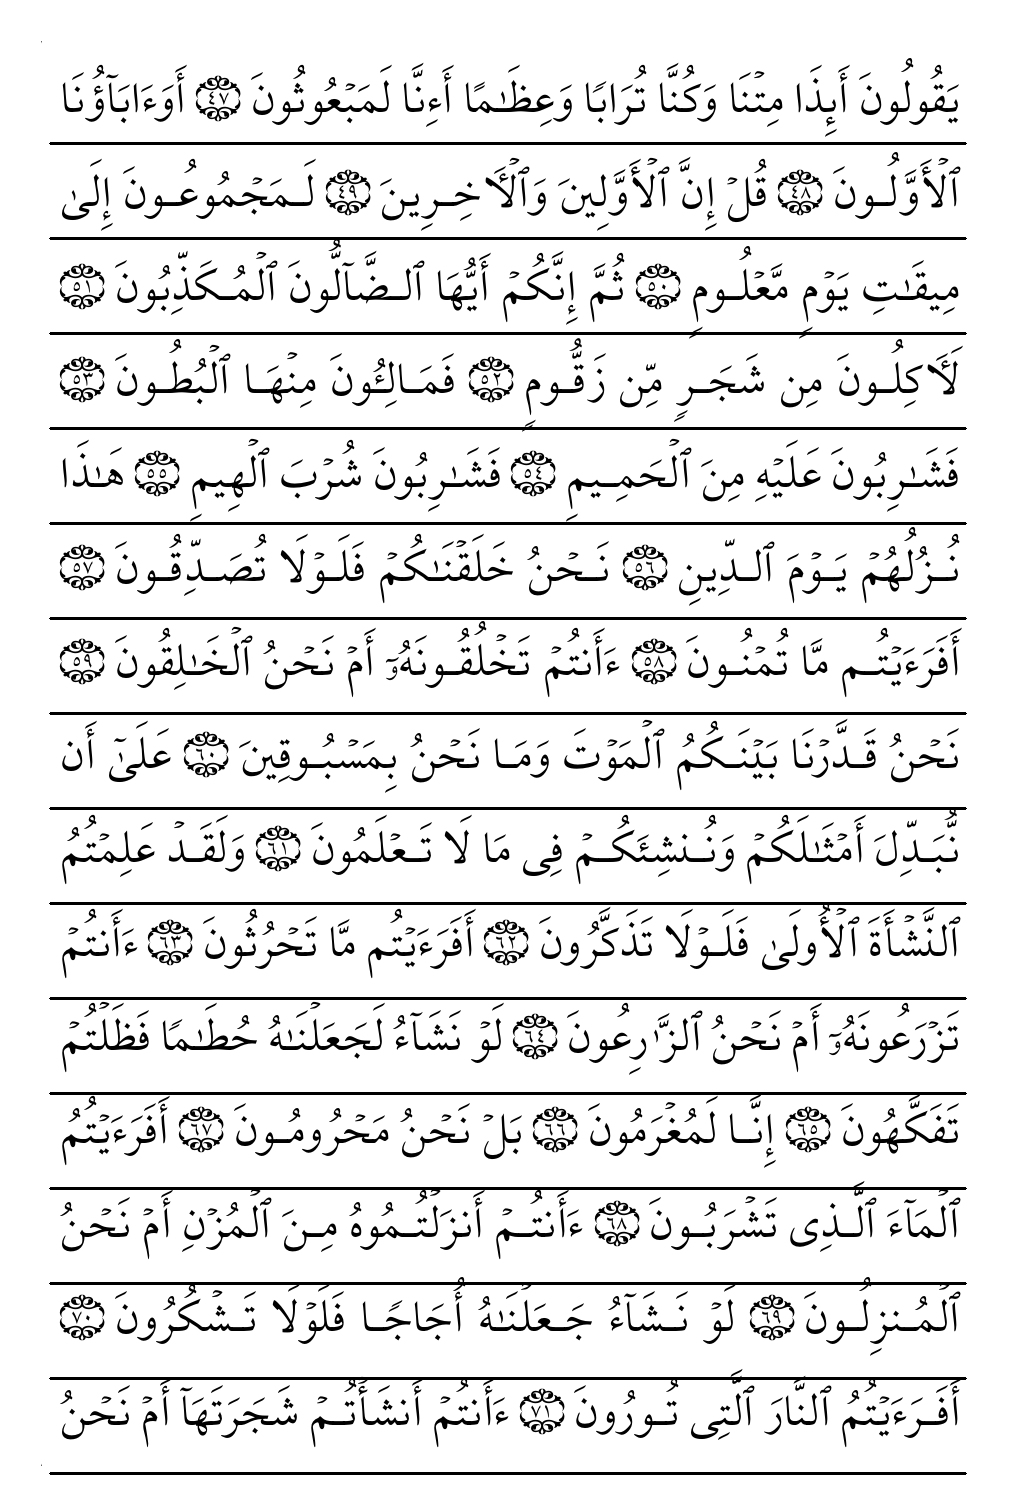 يَقُولُونَ أَئِذَا مِتۡنَا وَكُنَّا تُرَابٗا وَعِظَٰمًا أَءِنَّا لَمَبۡعُوثُونَ ٤٧ أَوَءَابَآؤُنَا
ٱلۡأَوَّلُونَ ٤٨ قُلۡ إِنَّ ٱلۡأَوَّلِينَ وَٱلۡأٓخِرِينَ ٤٩ لَمَجۡمُوعُونَ إِلَىٰ
مِيقَٰتِ يَوۡمٖ مَّعۡلُومٖ ٥٠ ثُمَّ إِنَّكُمۡ أَيُّهَا ٱلضَّآلُّونَ ٱلۡمُكَذِّبُونَ ٥١
لَأٓكِلُونَ مِن شَجَرٖ مِّن زَقُّومٖ ٥٢ فَمَالِـُٔونَ مِنۡهَا ٱلۡبُطُونَ ٥٣
فَشَٰرِبُونَ عَلَيۡهِ مِنَ ٱلۡحَمِيمِ ٥٤ فَشَٰرِبُونَ شُرۡبَ ٱلۡهِيمِ ٥٥ هَٰذَا
نُزُلُهُمۡ يَوۡمَ ٱلدِّينِ ٥٦ نَحۡنُ خَلَقۡنَٰكُمۡ فَلَوۡلَا تُصَدِّقُونَ ٥٧
أَفَرَءَيۡتُم مَّا تُمۡنُونَ ٥٨ ءَأَنتُمۡ تَخۡلُقُونَهُۥٓ أَمۡ نَحۡنُ ٱلۡخَٰلِقُونَ ٥٩
نَحۡنُ قَدَّرۡنَا بَيۡنَكُمُ ٱلۡمَوۡتَ وَمَا نَحۡنُ بِمَسۡبُوقِينَ ٦٠ عَلَىٰٓ أَن
نُّبَدِّلَ أَمۡثَٰلَكُمۡ وَنُنشِئَكُمۡ فِي مَا لَا تَعۡلَمُونَ ٦١ وَلَقَدۡ عَلِمۡتُمُ
ٱلنَّشۡأَةَ ٱلۡأُولَىٰ فَلَوۡلَا تَذَكَّرُونَ ٦٢ أَفَرَءَيۡتُم مَّا تَحۡرُثُونَ ٦٣ ءَأَنتُمۡ
تَزۡرَعُونَهُۥٓ أَمۡ نَحۡنُ ٱلزَّٰرِعُونَ ٦٤ لَوۡ نَشَآءُ لَجَعَلۡنَٰهُ حُطَٰمٗا فَظَلۡتُمۡ
تَفَكَّهُونَ ٦٥ إِنَّا لَمُغۡرَمُونَ ٦٦ بَلۡ نَحۡنُ مَحۡرُومُونَ ٦٧ أَفَرَءَيۡتُمُ
ٱلۡمَآءَ ٱلَّذِي تَشۡرَبُونَ ٦٨ ءَأَنتُمۡ أَنزَلۡتُمُوهُ مِنَ ٱلۡمُزۡنِ أَمۡ نَحۡنُ
ٱلۡمُنزِلُونَ ٦٩ لَوۡ نَشَآءُ جَعَلۡنَٰهُ أُجَاجٗا فَلَوۡلَا تَشۡكُرُونَ ٧٠
أَفَرَءَيۡتُمُ ٱلنَّارَ ٱلَّتِي تُورُونَ ٧١ ءَأَنتُمۡ أَنشَأۡتُمۡ شَجَرَتَهَآ أَمۡ نَحۡنُ